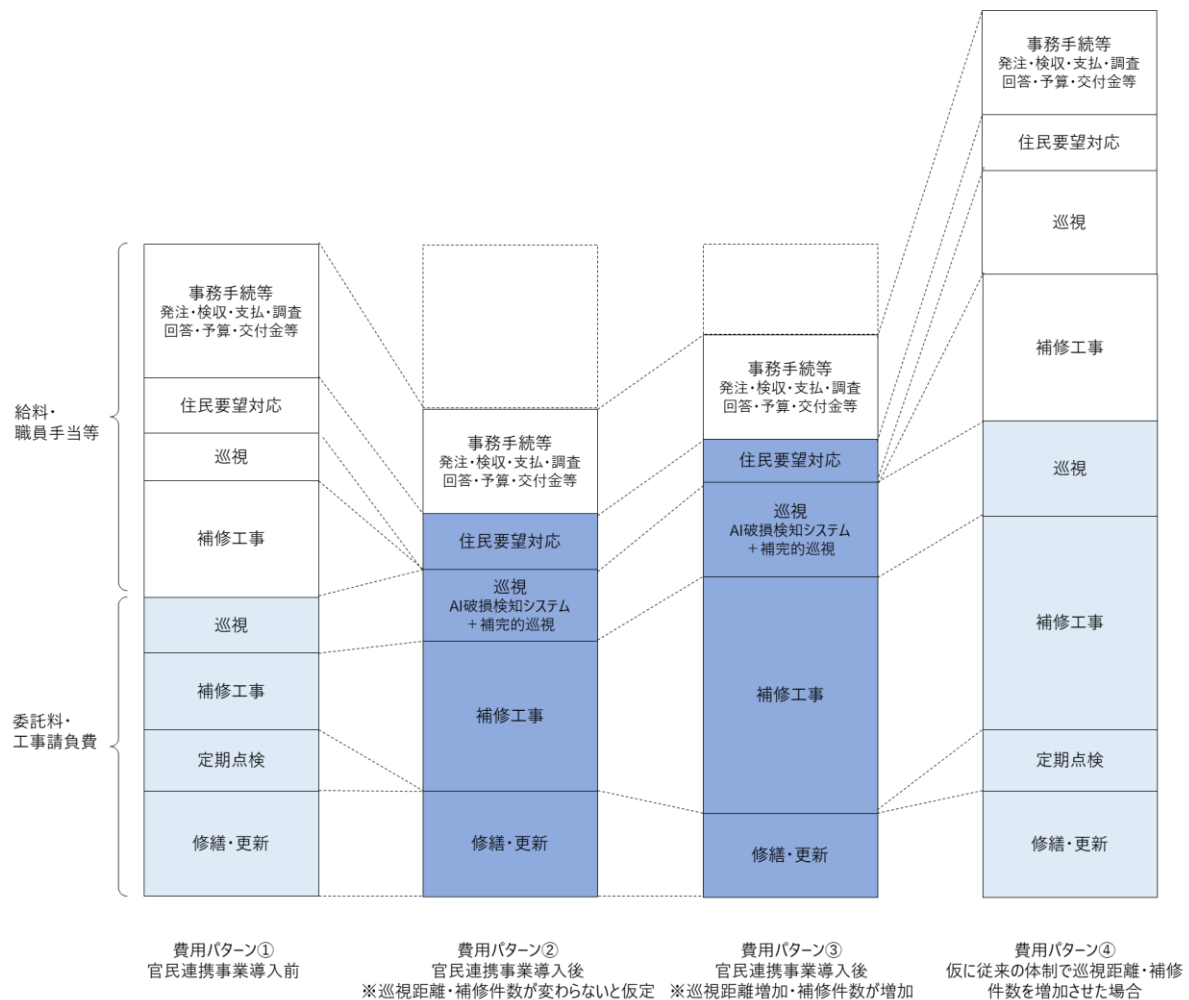 給料・
職員手当等
委託料・
工事請負費
事務手続等
発注・検収・支払・調査
回答・予算・交付金等
住民要望対応
巡視
補修工事
巡視
補修工事
定期点検
修繕・更新
費用パターン①
官民連携事業導入前
事務手続等
発注・検収・支払・調査
回答・予算・交付金等
住民要望対応
巡視
AI破損検知システム
＋補完的巡視
補修工事
修繕・更新
費用パターン②
官民連携事業導入後
※巡視距離・補修件数が変わらないと仮定
事務手続等
発注・検収・支払・調査
回答・予算・交付金等
住民要望対応
巡視
AI破損検知システム
＋補完的巡視
補修工事
修繕・更新
費用パターン③
官民連携事業導入後
※巡視距離増加・補修件数が増加
事務手続等
発注・検収・支払・調査
回答・予算・交付金等
住民要望対応
巡視
補修工事
巡視
補修工事
定期点検
修繕・更新
費用パターン④
仮に従来の体制で巡視距離・補修
件数を増加させた場合